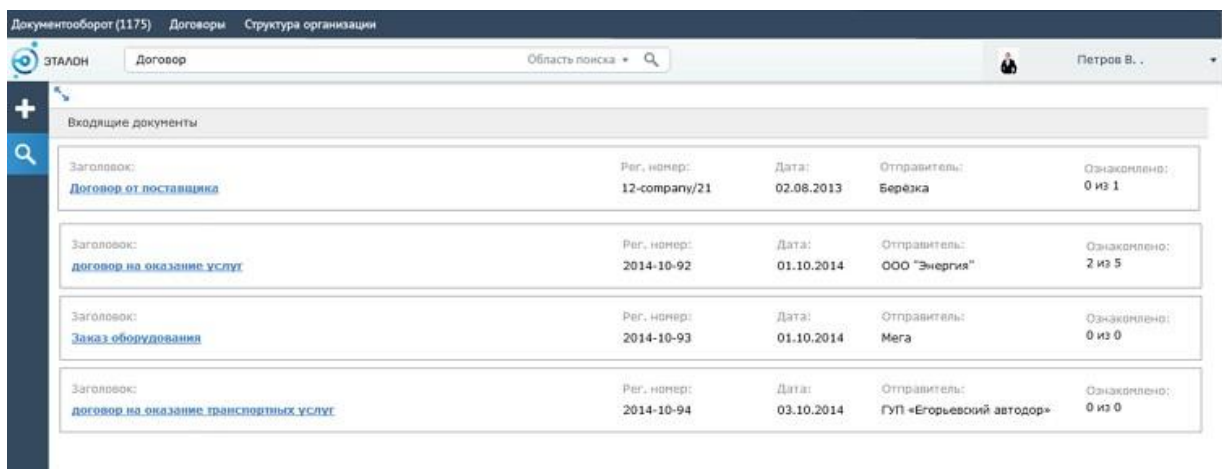 Документооборот (1175) Договоры Структура организации
ЭТАЛОН Договор Область поиска Петров В. .
Входящие документы
Заголовок: Рег. номер: Дата: Отправитель: Ознакомлено:
Договор от поставщика 12-company/21 02.08.2013 Берёзка 0 из 1
Заголовок: Рег. номер: Дата: Отправитель: Ознакомлено:
договор на оказание услуг 2014-10-92 01.10.2014 ООО "Энергия" 2 из 5
Заголовок: Рег. номер: Дата: Отправитель: Ознакомлено:
Заказ оборудования 2014-10-93 01.10.2014 Мега 0 из 0
Заголовок: Рег. номер: Дата: Отправитель: Ознакомлено:
договор на оказание транспортных услуг 2014-10-94 03.10.2014 ГУП «Егорьевский автодор» 0 из 0